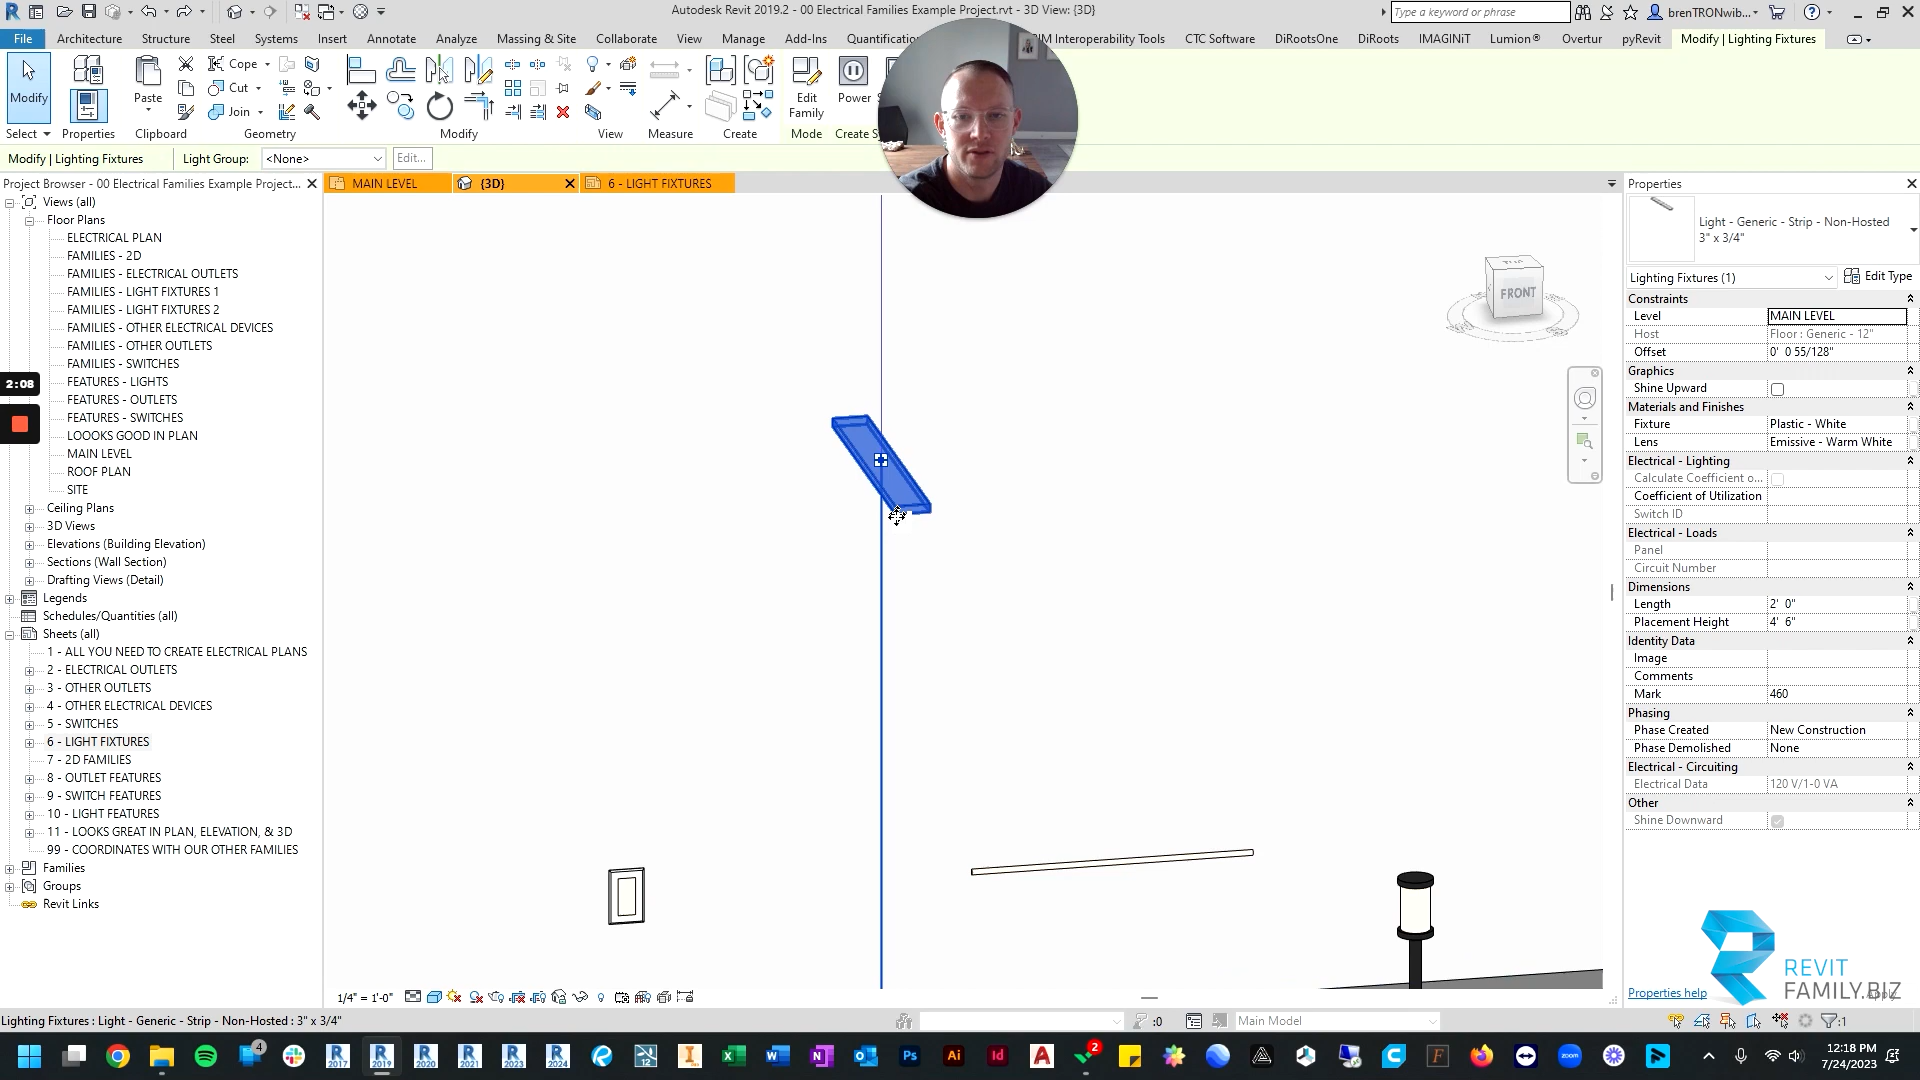 Autodesk Revit 2019.2 - 00 Electrical Families Example Project.rvt - 3D View: {3D}
Type a keyword or phrase
brenTRONwib...
File Architecture Structure Steel Systems Insert Annotate Analyze Massing & Site Collaborate View Manage Add-Ins Quantification IM Interoperability Tools CTC Software DiRootsOne DiRoots IMAGINiT Lumion® Overtur pyRevit Modify | Lighting Fixtures
Modify Paste Cope Cut Join Edit Family Power
Select Properties Clipboard Geometry Modify View Measure Create Mode Create Sy
Modify | Lighting Fixtures Light Group: <None> Edit...
Project Browser - 00 Electrical Families Example Project...
MAIN LEVEL {3D} 6 - LIGHT FIXTURES
Views (all)
Floor Plans
ELECTRICAL PLAN
FAMILIES - 2D
FAMILIES - ELECTRICAL OUTLETS
FAMILIES - LIGHT FIXTURES 1
FAMILIES - LIGHT FIXTURES 2
FAMILIES - OTHER ELECTRICAL DEVICES
FAMILIES - OTHER OUTLETS
FAMILIES - SWITCHES
FEATURES - LIGHTS
FEATURES - OUTLETS
FEATURES - SWITCHES
LOOOKS GOOD IN PLAN
MAIN LEVEL
ROOF PLAN
SITE
Ceiling Plans
3D Views
Elevations (Building Elevation)
Sections (Wall Section)
Drafting Views (Detail)
Legends
Schedules/Quantities (all)
Sheets (all)
1 - ALL YOU NEED TO CREATE ELECTRICAL PLANS
2 - ELECTRICAL OUTLETS
3 - OTHER OUTLETS
4 - OTHER ELECTRICAL DEVICES
5 - SWITCHES
6 - LIGHT FIXTURES
7 - 2D FAMILIES
8 - OUTLET FEATURES
9 - SWITCH FEATURES
10 - LIGHT FEATURES
11 - LOOKS GREAT IN PLAN, ELEVATION, & 3D
99 - COORDINATES WITH OUR OTHER FAMILIES
Families
Groups
Revit Links
2:08
FRONT
Properties
Light - Generic - Strip - Non-Hosted
3" x 3/4"
Lighting Fixtures (1) Edit Type
Constraints
Level MAIN LEVEL
Host Floor : Generic - 12"
Offset 0' 0 55/128"
Graphics
Shine Upward
Materials and Finishes
Fixture Plastic - White
Lens Emissive - Warm White
Electrical - Lighting
Calculate Coefficient o...
Coefficient of Utilization
Switch ID
Electrical - Loads
Panel
Circuit Number
Dimensions
Length 2' 0"
Placement Height 4' 6"
Identity Data
Image
Comments
Mark 460
Phasing
Phase Created New Construction
Phase Demolished None
Electrical - Circuiting
Electrical Data 120 V/1-0 VA
Other
Shine Downward
Properties help
REVIT
FAMILY.BIZ
1/4" = 1'-0"
Lighting Fixtures : Light - Generic - Strip - Non-Hosted : 3" x 3/4"
:0 Main Model :1
4 2017 2019 2020 2021 2023 2024 12 2 zoom
12:18 PM
7/24/2023